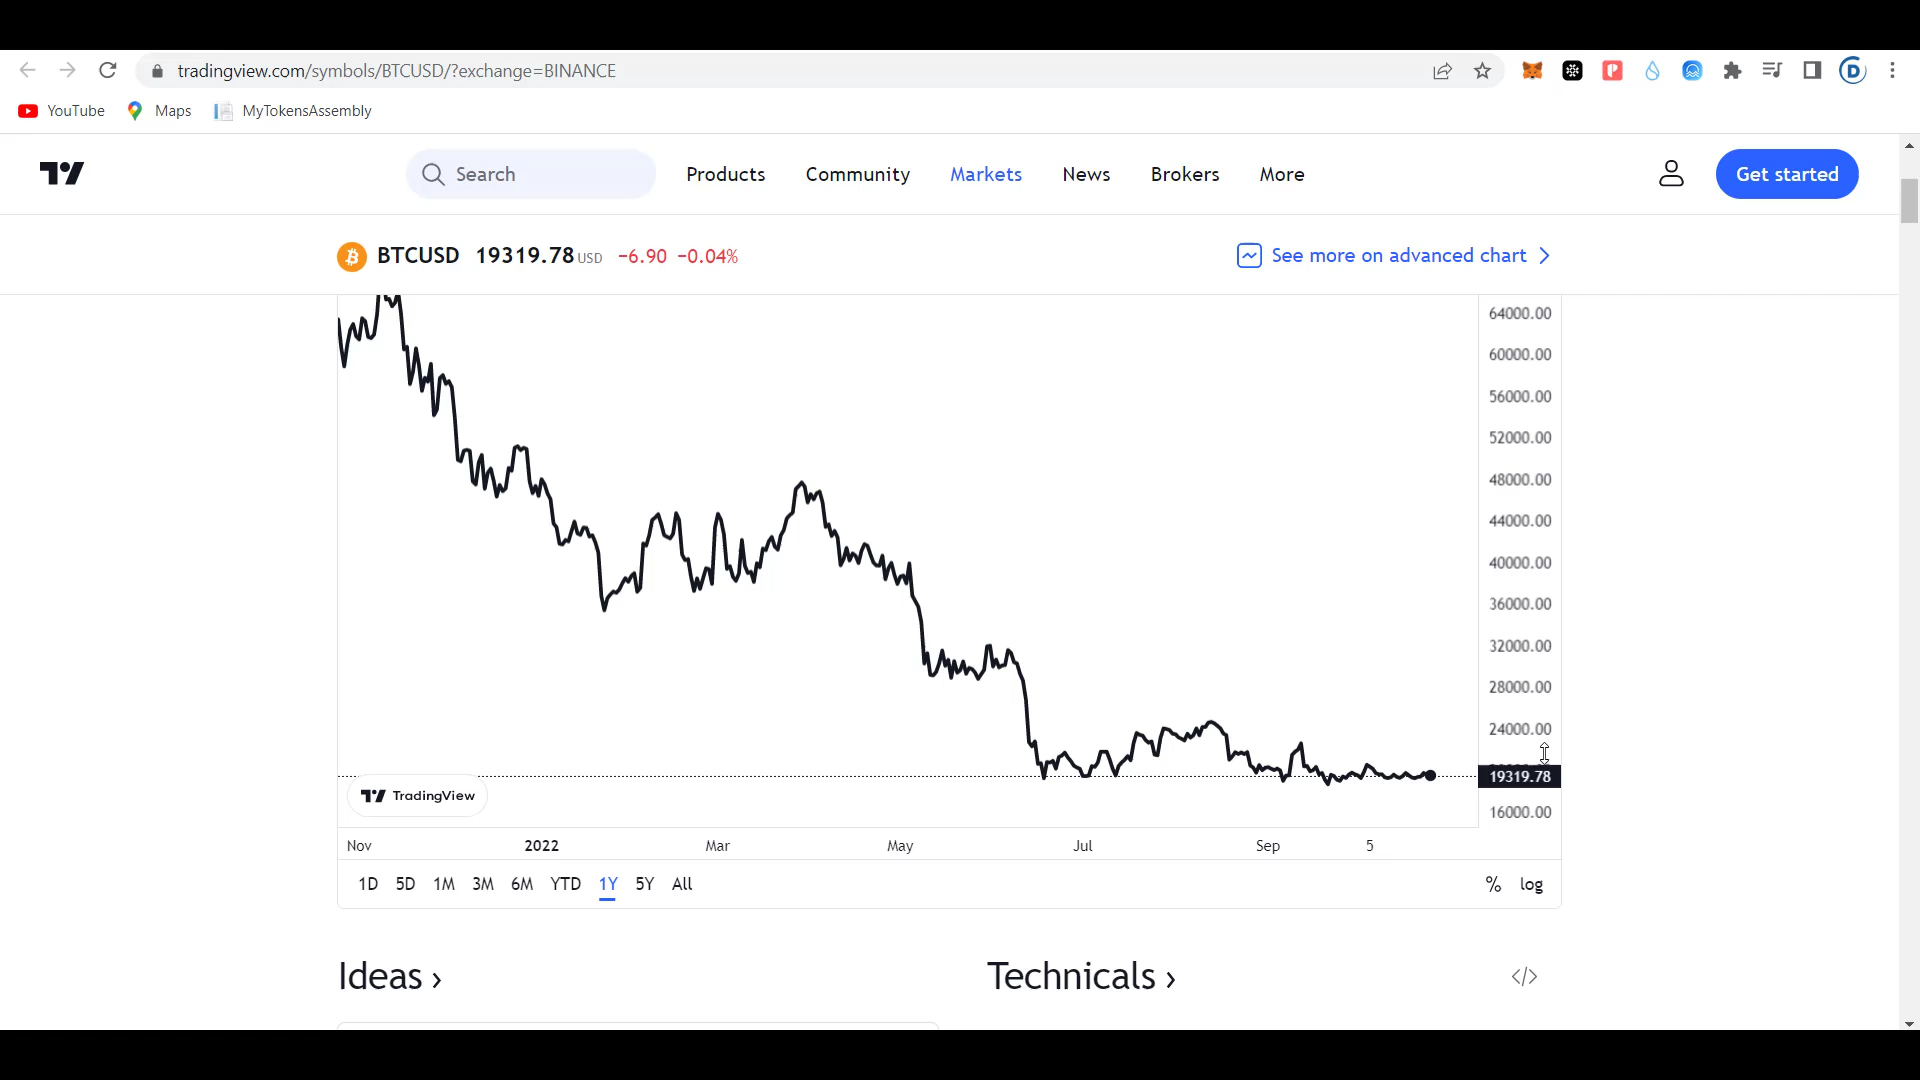 tradingview.com/symbols/BTCUSD/?exchange=BINANCE
YouTube Maps MyTokensAssembly
Search Products Community Markets News Brokers More Get started
BTCUSD 19319.78 USD −6.90 −0.04% See more on advanced chart
64000.00
60000.00
56000.00
52000.00
48000.00
44000.00
40000.00
36000.00
32000.00
28000.00
24000.00
19319.78
TradingView
16000.00
Nov 2022 Mar May Jul Sep 5
1D 5D 1M 3M 6M YTD 1Y 5Y All % log
Ideas › Technicals › </>